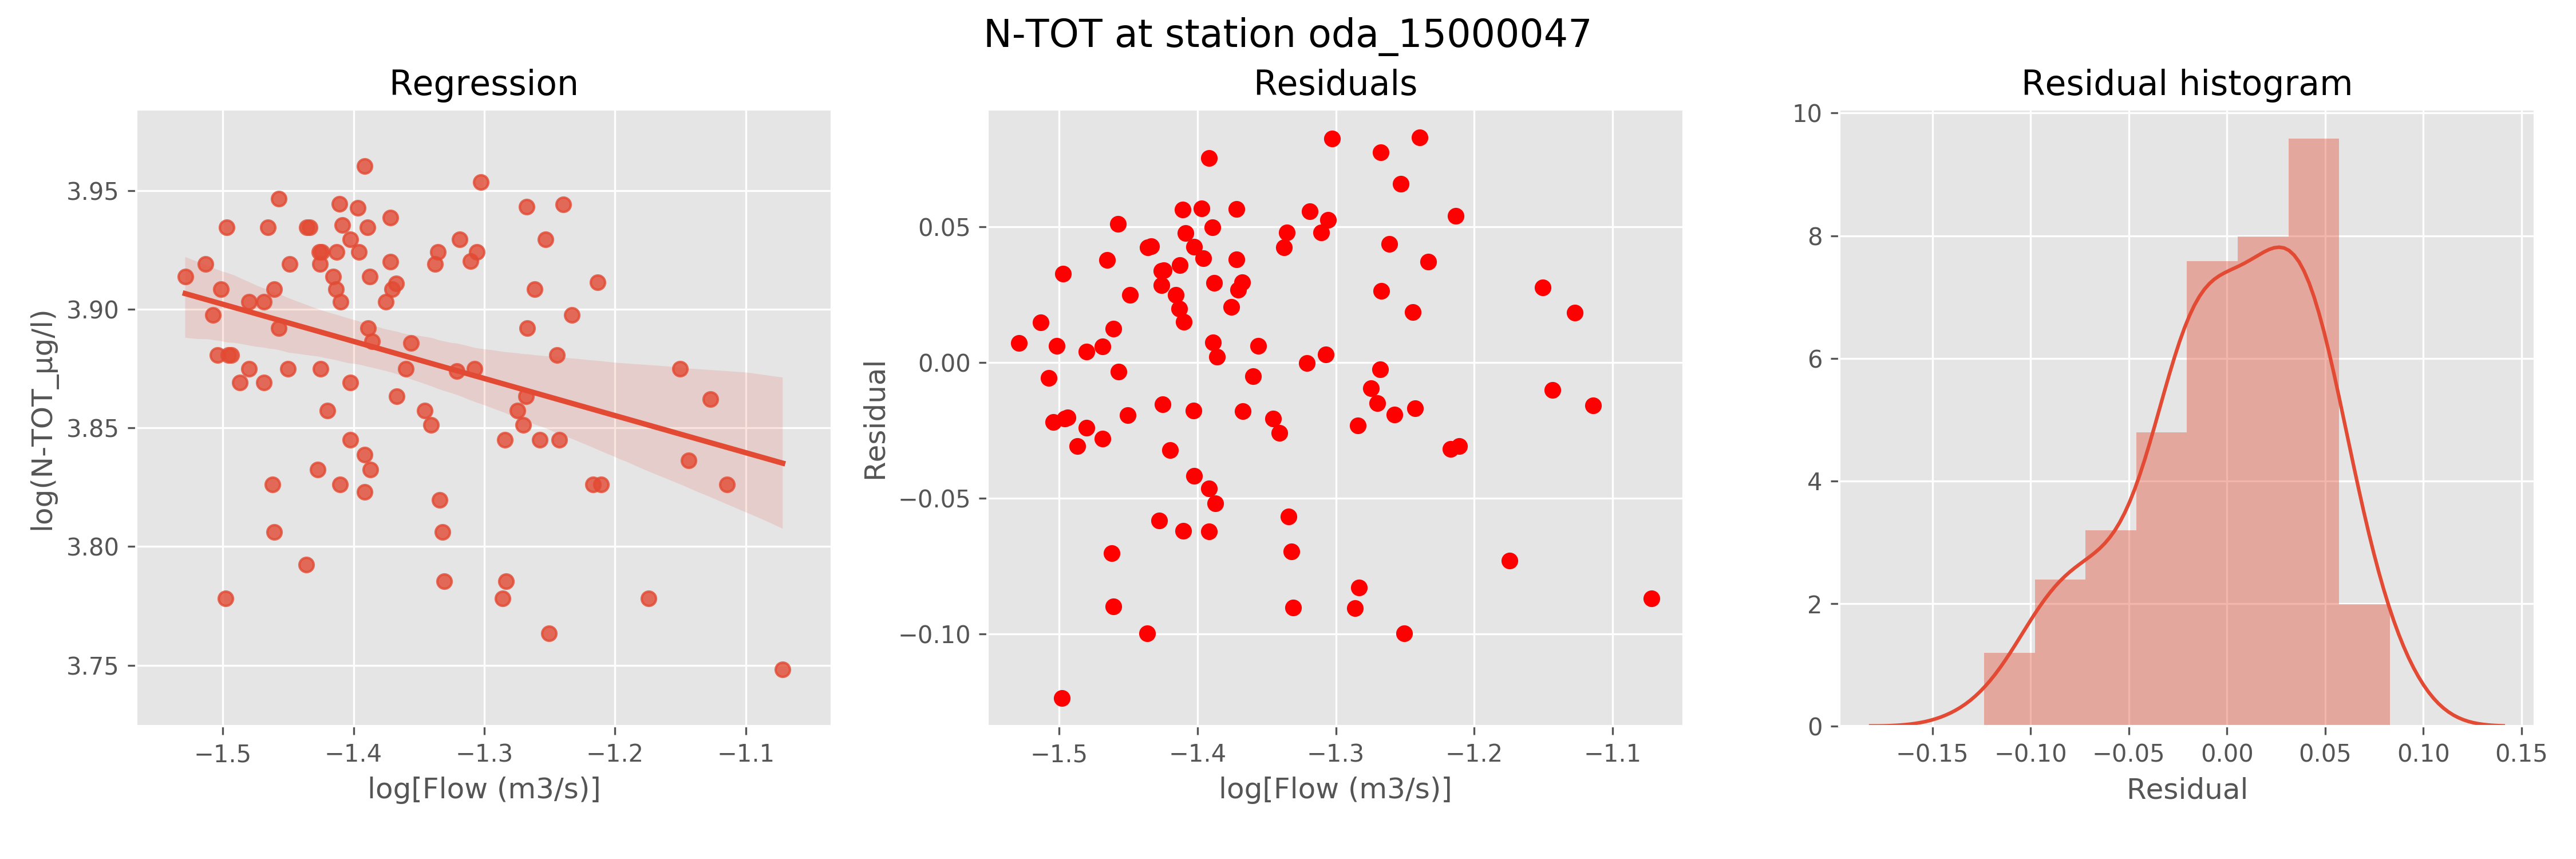 N-TOT at station oda_15000047
Regression
3.95
3.90
3.85
3.80
3.75
log(N-TOT_µg/l)
−1.5 −1.4 −1.3 −1.2 −1.1
log[Flow (m3/s)]
Residuals
0.05
0.00
−0.05
−0.10
Residual
−1.5 −1.4 −1.3 −1.2 −1.1
log[Flow (m3/s)]
Residual histogram
10
8
6
4
2
0
−0.15 −0.10 −0.05 0.00 0.05 0.10 0.15
Residual